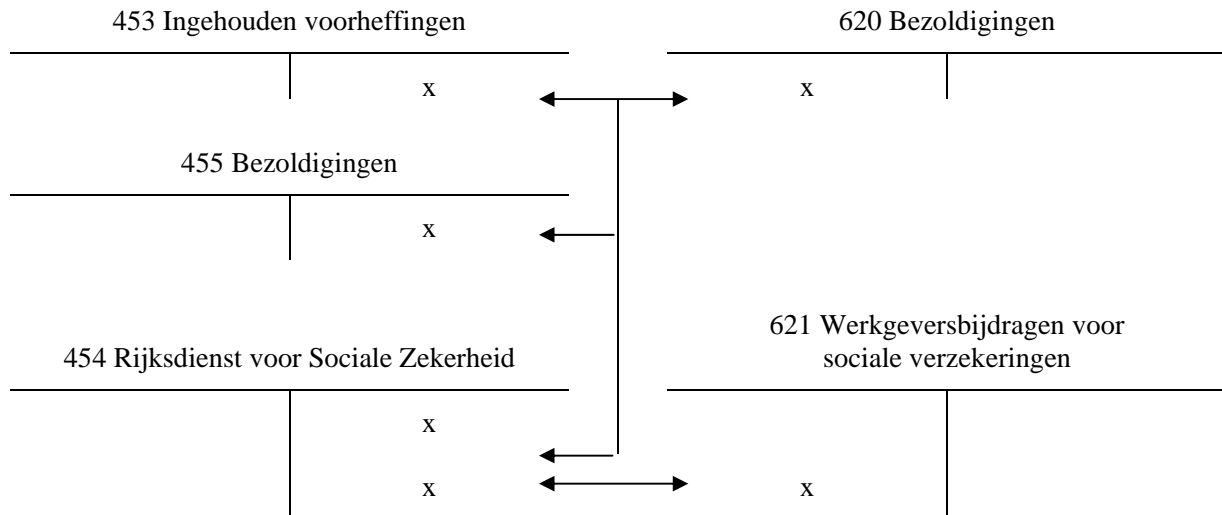 453 Ingehouden voorheffingen
620 Bezoldigingen
x
x
455 Bezoldigingen
x
621 Werkgeversbijdragen voor
sociale verzekeringen
454 Rijksdienst voor Sociale Zekerheid
x
x
x